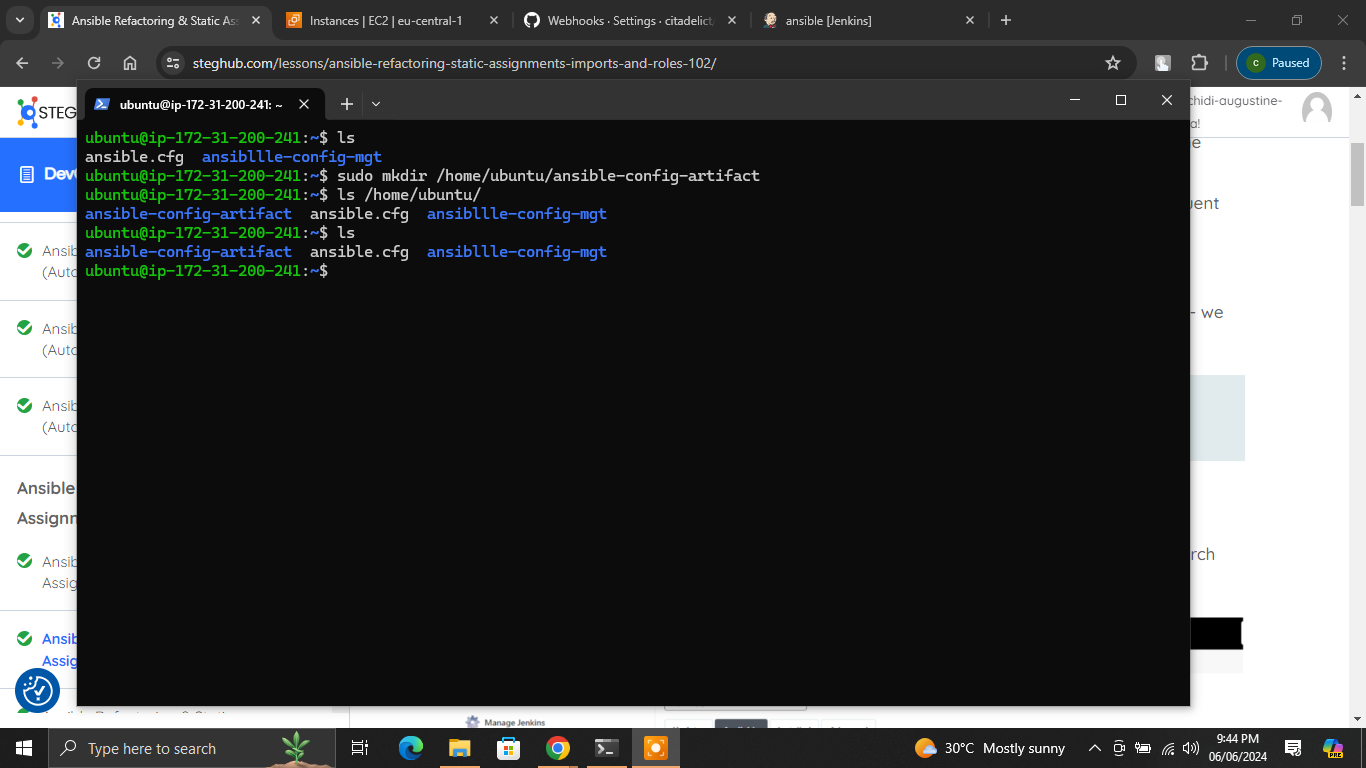 Ansible Refactoring & Static Ass
Instances | EC2 | eu-central-1
Webhooks · Settings · citadelict
ansible [Jenkins]
steghub.com/lessons/ansible-refactoring-static-assignments-imports-and-roles-102/
C
Paused
STEG
chidi-augustine-
a!
ubuntu@ip-172-31-200-241: ~
ubuntu@ip-172-31-200-241:~$ ls
ansible.cfg ansibllle-config-mgt
ubuntu@ip-172-31-200-241:~$ sudo mkdir /home/ubuntu/ansible-config-artifact
ubuntu@ip-172-31-200-241:~$ ls /home/ubuntu/
ansible-config-artifact ansible.cfg ansibllle-config-mgt
ubuntu@ip-172-31-200-241:~$ ls
ansible-config-artifact ansible.cfg ansibllle-config-mgt
ubuntu@ip-172-31-200-241:~$
Dev
Ansib
(Auto
Ansib
(Auto
Ansib
(Auto
Ansible
Assignm
Ansib
Assig
Ansib
Assig
e
uent
- we
rch
Manage Jenkins
Type here to search
30°C Mostly sunny
9:44 PM
06/06/2024
PRE